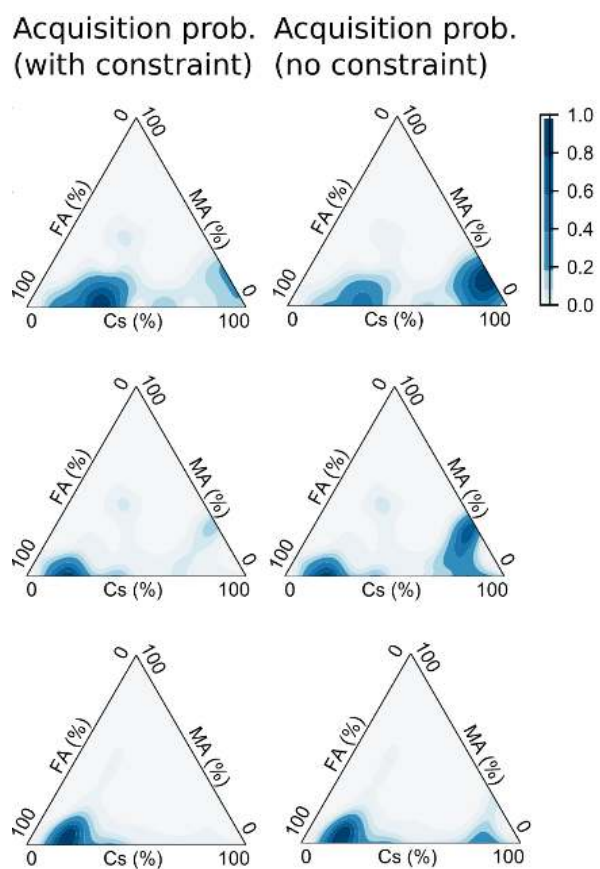 Acquisition prob. Acquisition prob.
(with constraint) (no constraint)
0 100 0 100 1.0
0.8
FA (%) MA (%) FA (%) MA (%) 0.6
0.4
0.2
100 0 100 0 0.0
0 Cs (%) 100 0 Cs (%) 100
0 100 0 100
FA (%) MA (%) FA (%) MA (%)
100 0 100 0
0 Cs (%) 100 0 Cs (%) 100
0 100 0 100
FA (%) MA (%) FA (%) MA (%)
100 0 100 0
0 Cs (%) 100 0 Cs (%) 100